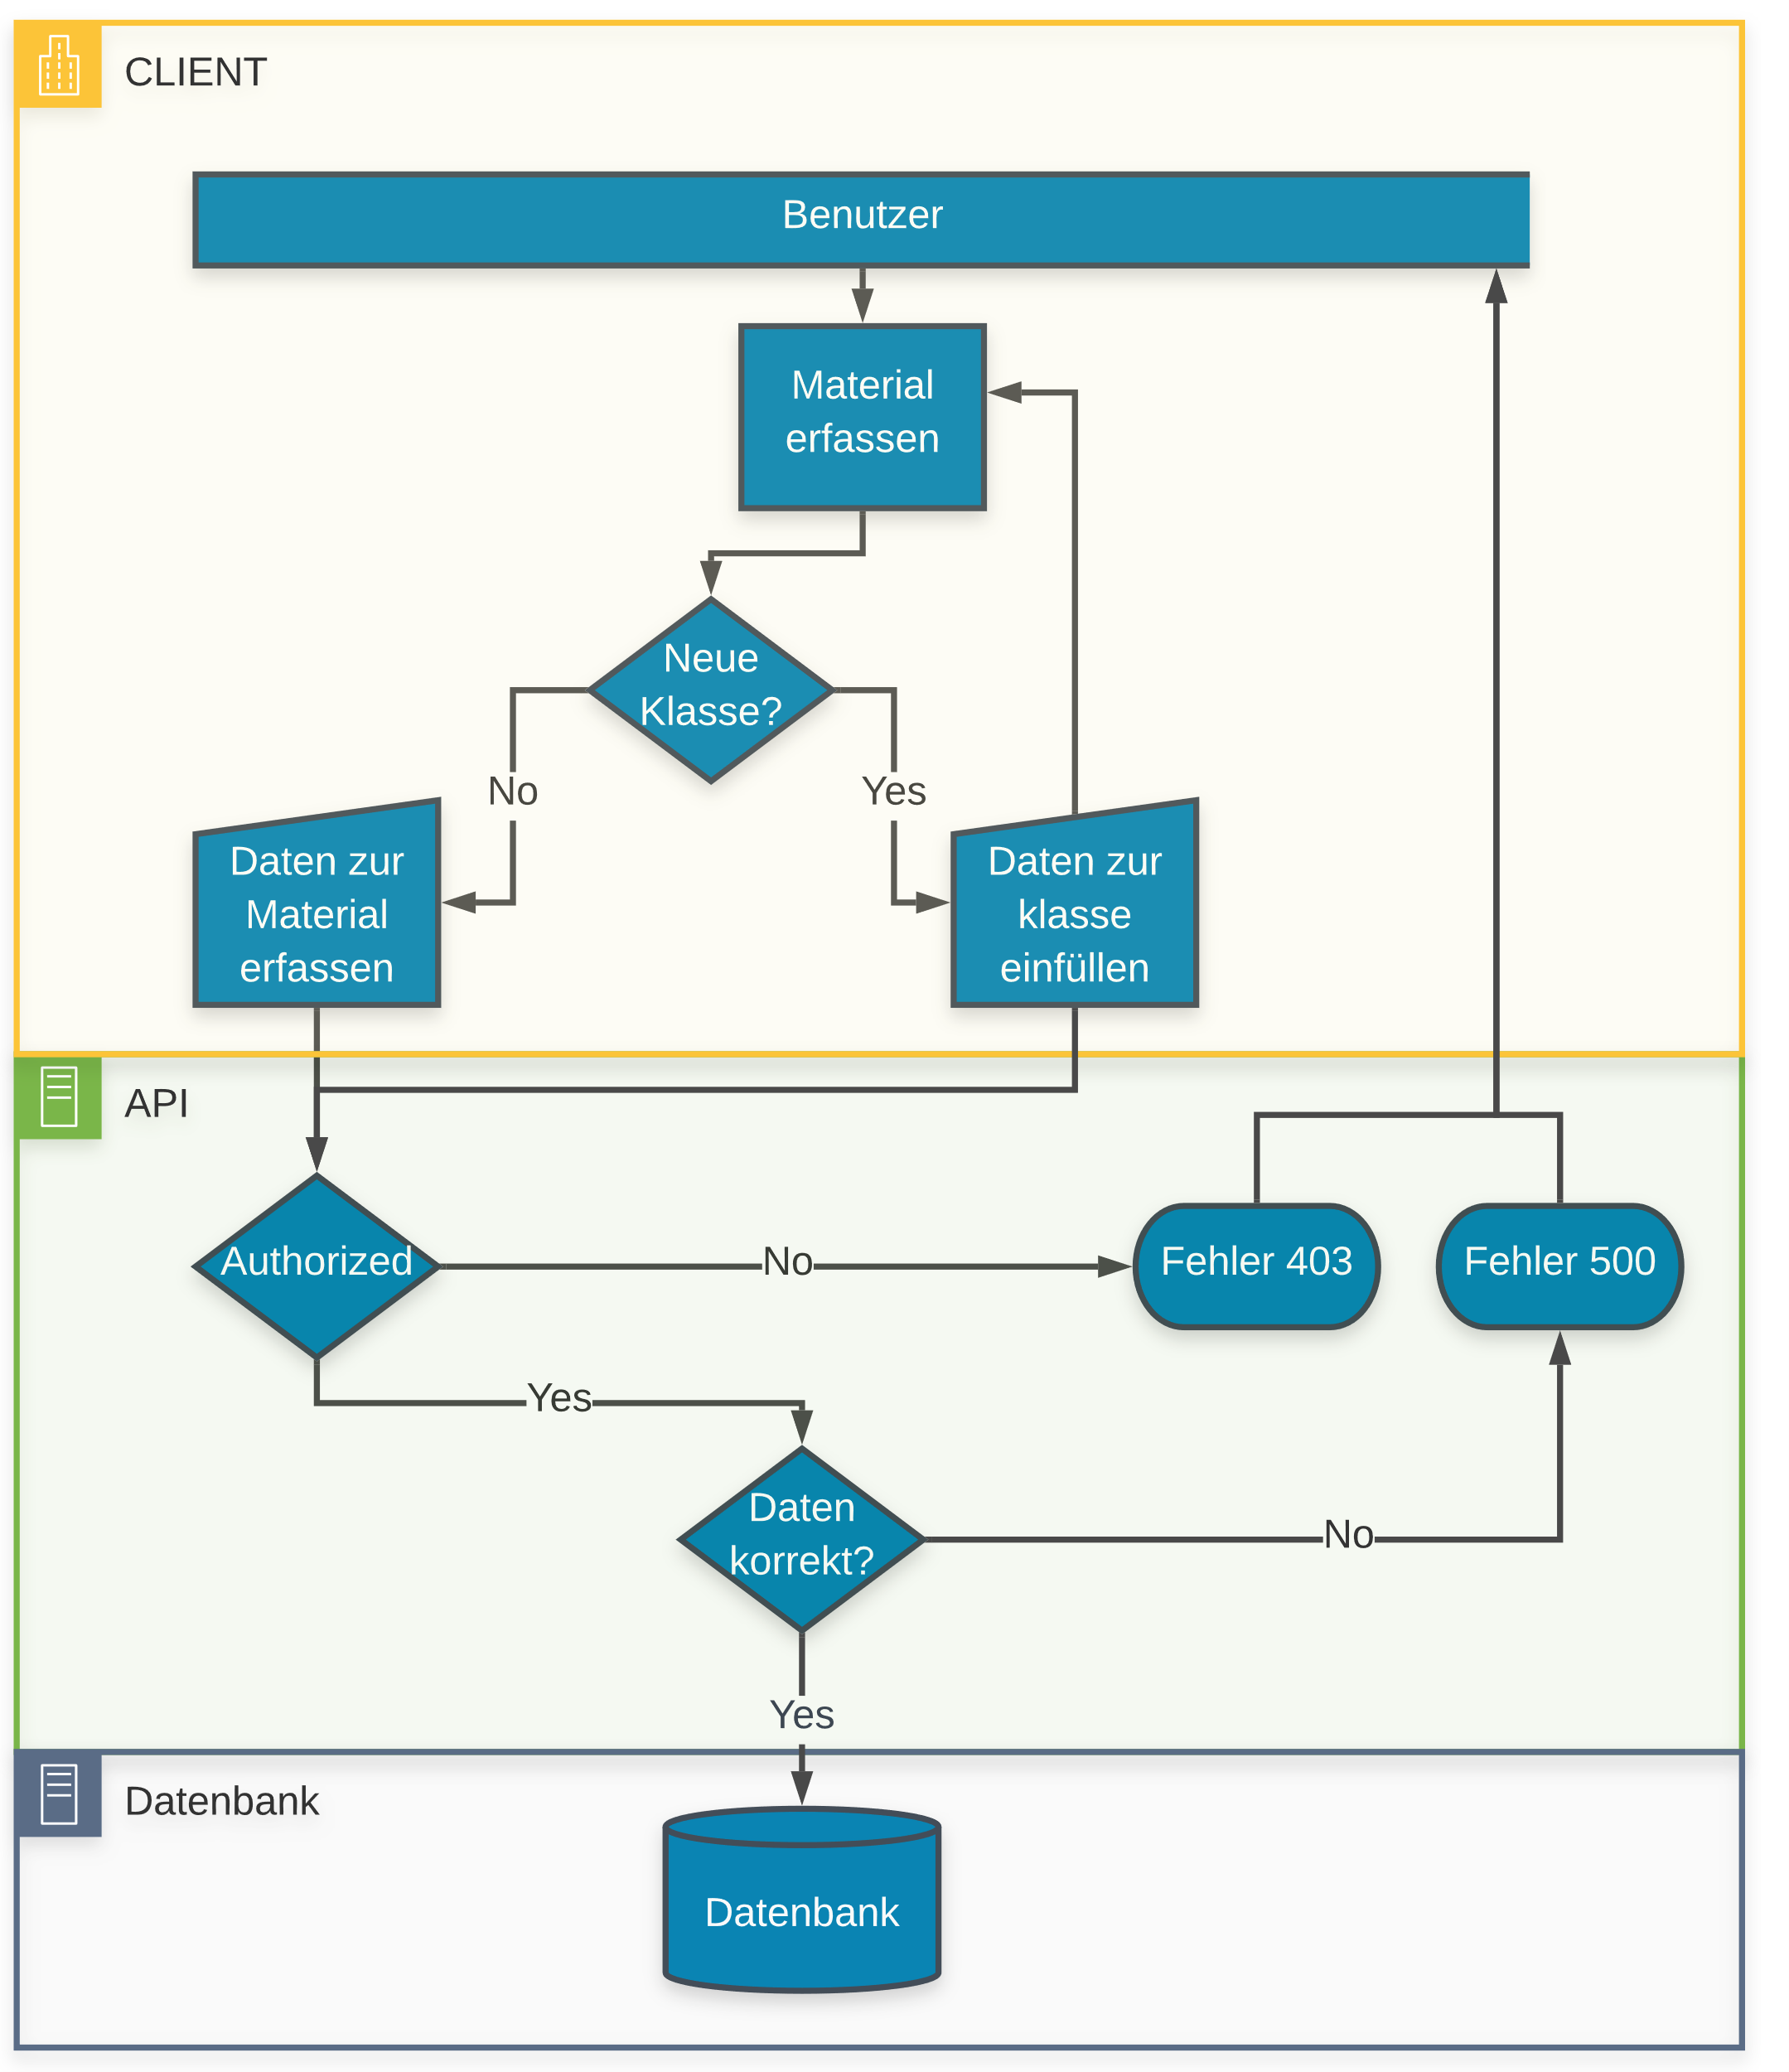 CLIENT
Benutzer
Material
erfassen
Neue
Klasse?
No
Yes
Daten zur
Material
erfassen
Daten zur
klasse
einfüllen
API
Authorized
No
Fehler 403
Fehler 500
Yes
Daten
korrekt?
No
Yes
Datenbank
Datenbank